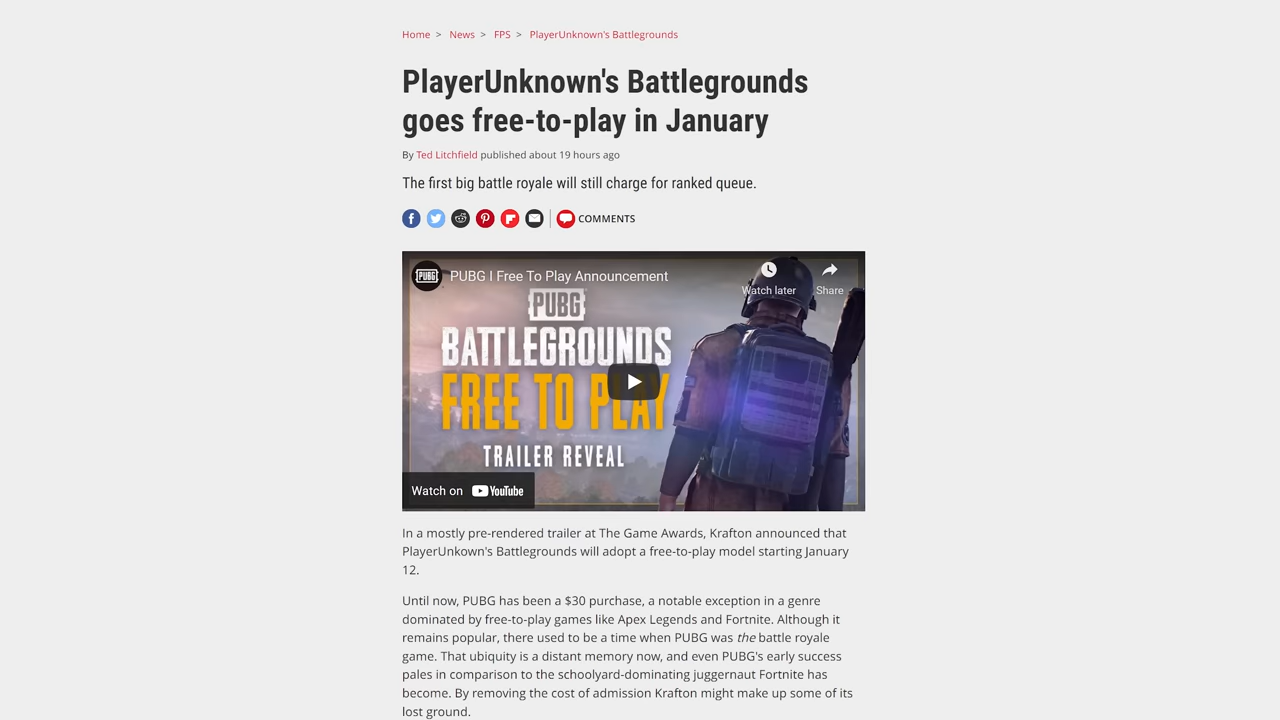 Home > News > FPS > PlayerUnknown's Battlegrounds
PlayerUnknown's Battlegrounds
goes free-to-play in January
By Ted Litchfield published about 19 hours ago
The first big battle royale will still charge for ranked queue.
COMMENTS
PUBG
PUBG I Free To Play Announcement
Watch later
Share
PUBG
BATTLEGROUNDS
FREE TO PLAY
TRAILER REVEAL
Watch on YouTube
In a mostly pre-rendered trailer at The Game Awards, Krafton announced that
PlayerUnkown's Battlegrounds will adopt a free-to-play model starting January
12.
Until now, PUBG has been a $30 purchase, a notable exception in a genre
dominated by free-to-play games like Apex Legends and Fortnite. Although it
remains popular, there used to be a time when PUBG was the battle royale
game. That ubiquity is a distant memory now, and even PUBG's early success
pales in comparison to the schoolyard-dominating juggernaut Fortnite has
become. By removing the cost of admission Krafton might make up some of its
lost ground.